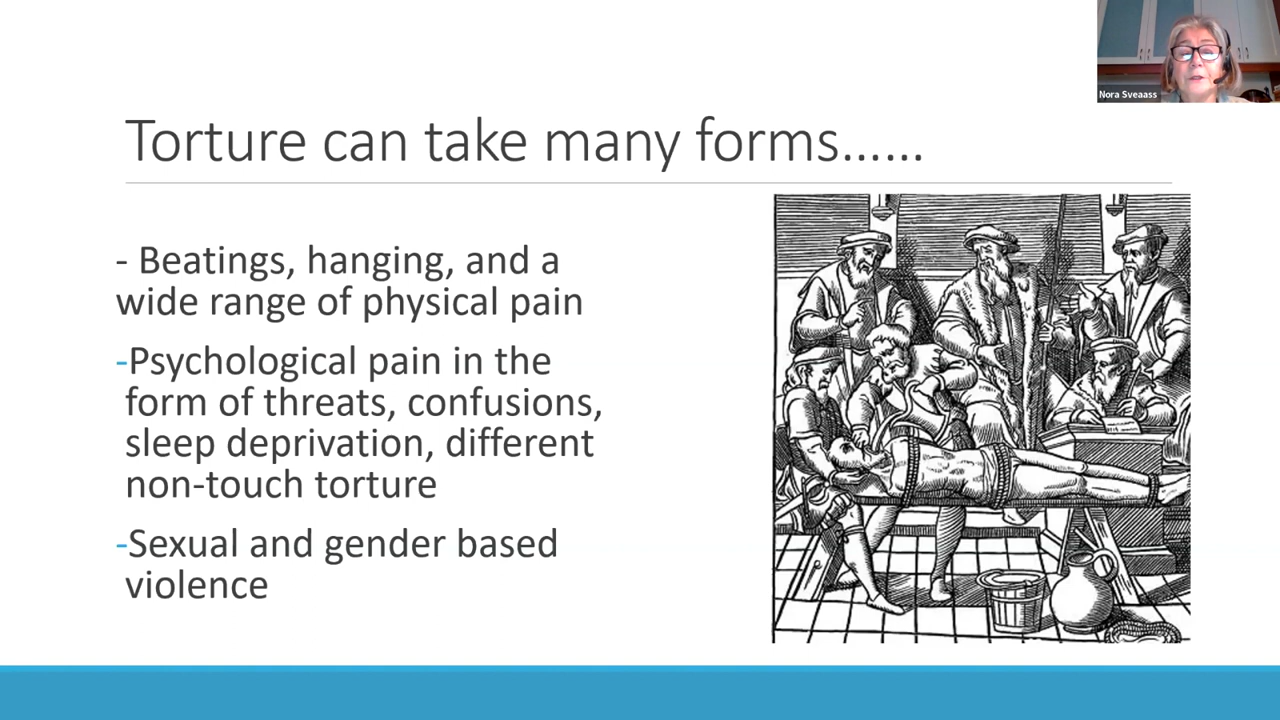 Nora Sveaass
Torture can take many forms……
- Beatings, hanging, and a
wide range of physical pain
-Psychological pain in the
form of threats, confusions,
sleep deprivation, different
non-touch torture
-Sexual and gender based
violence